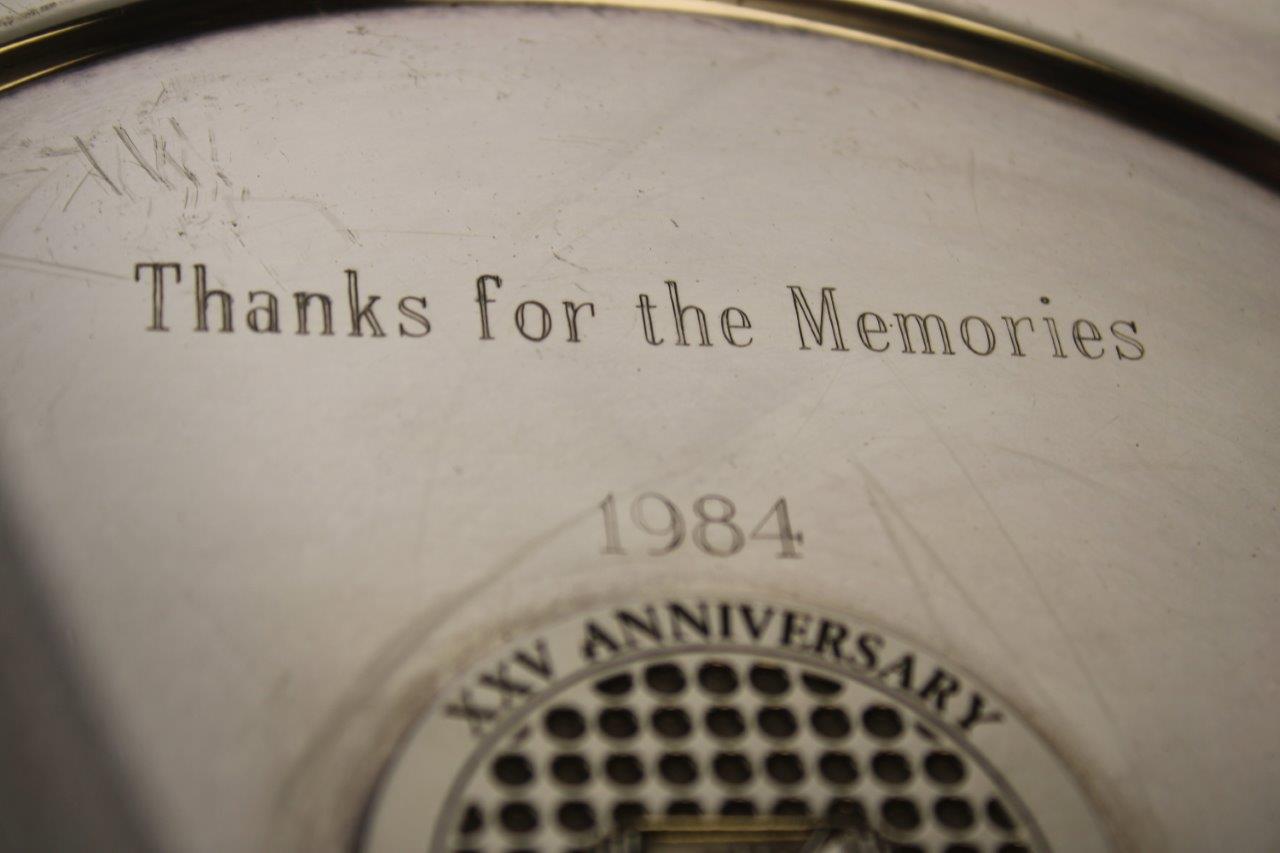 Thanks for the Memories
1984
XXV ANNIVERSARY